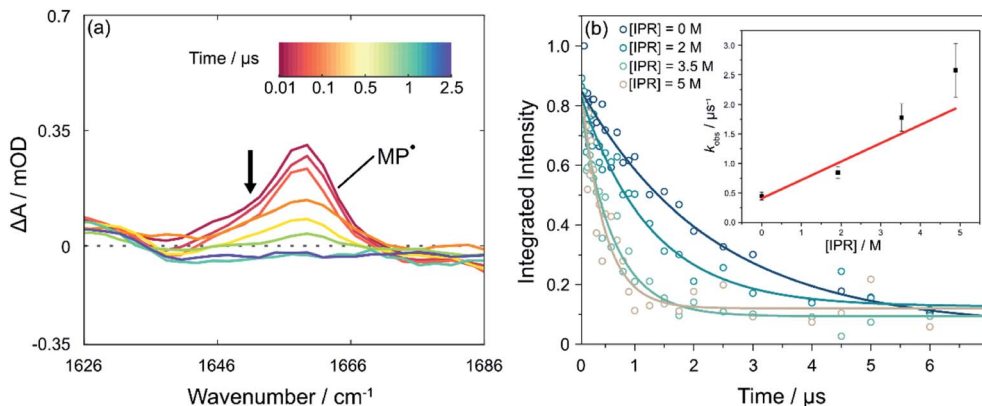 (a)
0.7
0.35
0
-0.35
ΔA / mOD
Time / μs
0.01 0.1 0.5 1 2.5
MP•
1626 1646 1666 1686
Wavenumber / cm⁻¹
(b)
1.0
0.8
0.6
0.4
0.2
0
Integrated Intensity
[IPR] = 0 M
[IPR] = 2 M
[IPR] = 3.5 M
[IPR] = 5 M
0 1 2 3 4 5 6
Time / μs
3.0
2.5
2.0
1.5
1.0
0.5
0.0
k_obs / μs⁻¹
0 1 2 3 4 5
[IPR] / M